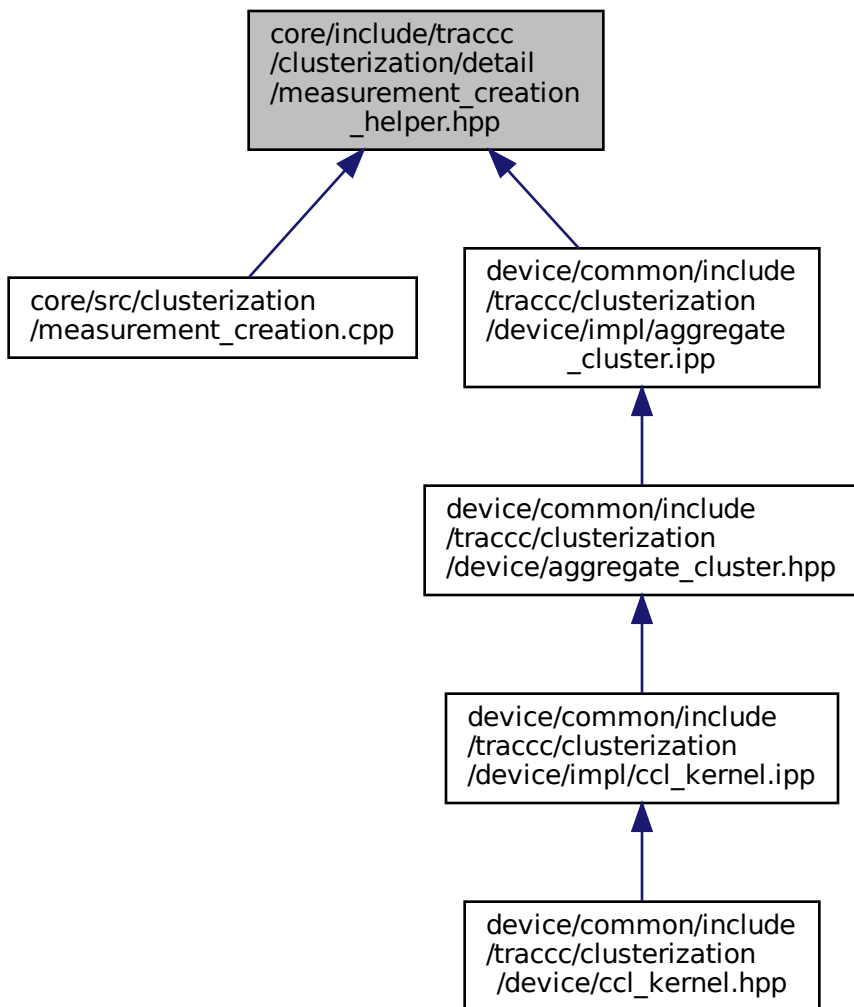 core/include/traccc
/clusterization/detail
/measurement_creation
_helper.hpp
core/src/clusterization
/measurement_creation.cpp
device/common/include
/traccc/clusterization
/device/impl/aggregate
_cluster.ipp
device/common/include
/traccc/clusterization
/device/aggregate_cluster.hpp
device/common/include
/traccc/clusterization
/device/impl/ccl_kernel.ipp
device/common/include
/traccc/clusterization
/device/ccl_kernel.hpp